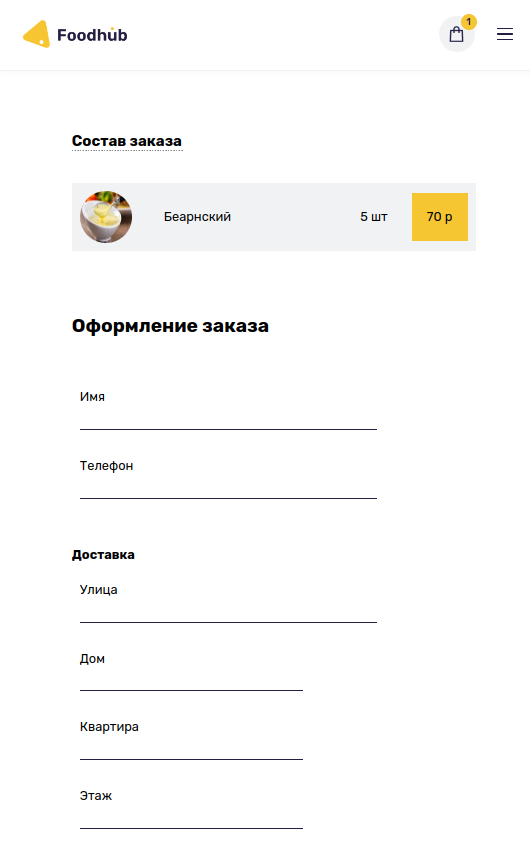 Foodhub
1
Состав заказа
Беарнский 5 шт 70 р
Оформление заказа
Имя
Телефон
Доставка
Улица
Дом
Квартира
Этаж